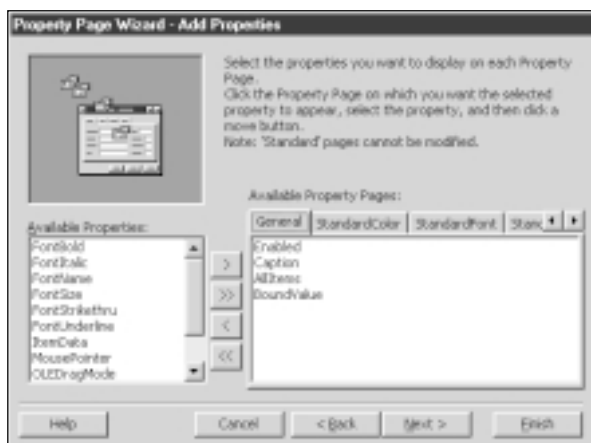 Property Page Wizard - Add Properties
Select the properties you want to display on each Property
Page.
Click the Property Page on which you want the selected
property to appear, select the property, and then click a
move button.
Note: 'Standard' pages cannot be modified.
Available Property Pages:
General StandardColor StandardFont Stan
Available Properties:
FontBold
FontItalic
FontName
FontSize
FontStrikethru
FontUnderline
ItemData
MousePointer
OLEDragMode
>
>>
<
<<
Enabled
Caption
AllItems
BoundValue
Help Cancel < Back Next > Finish